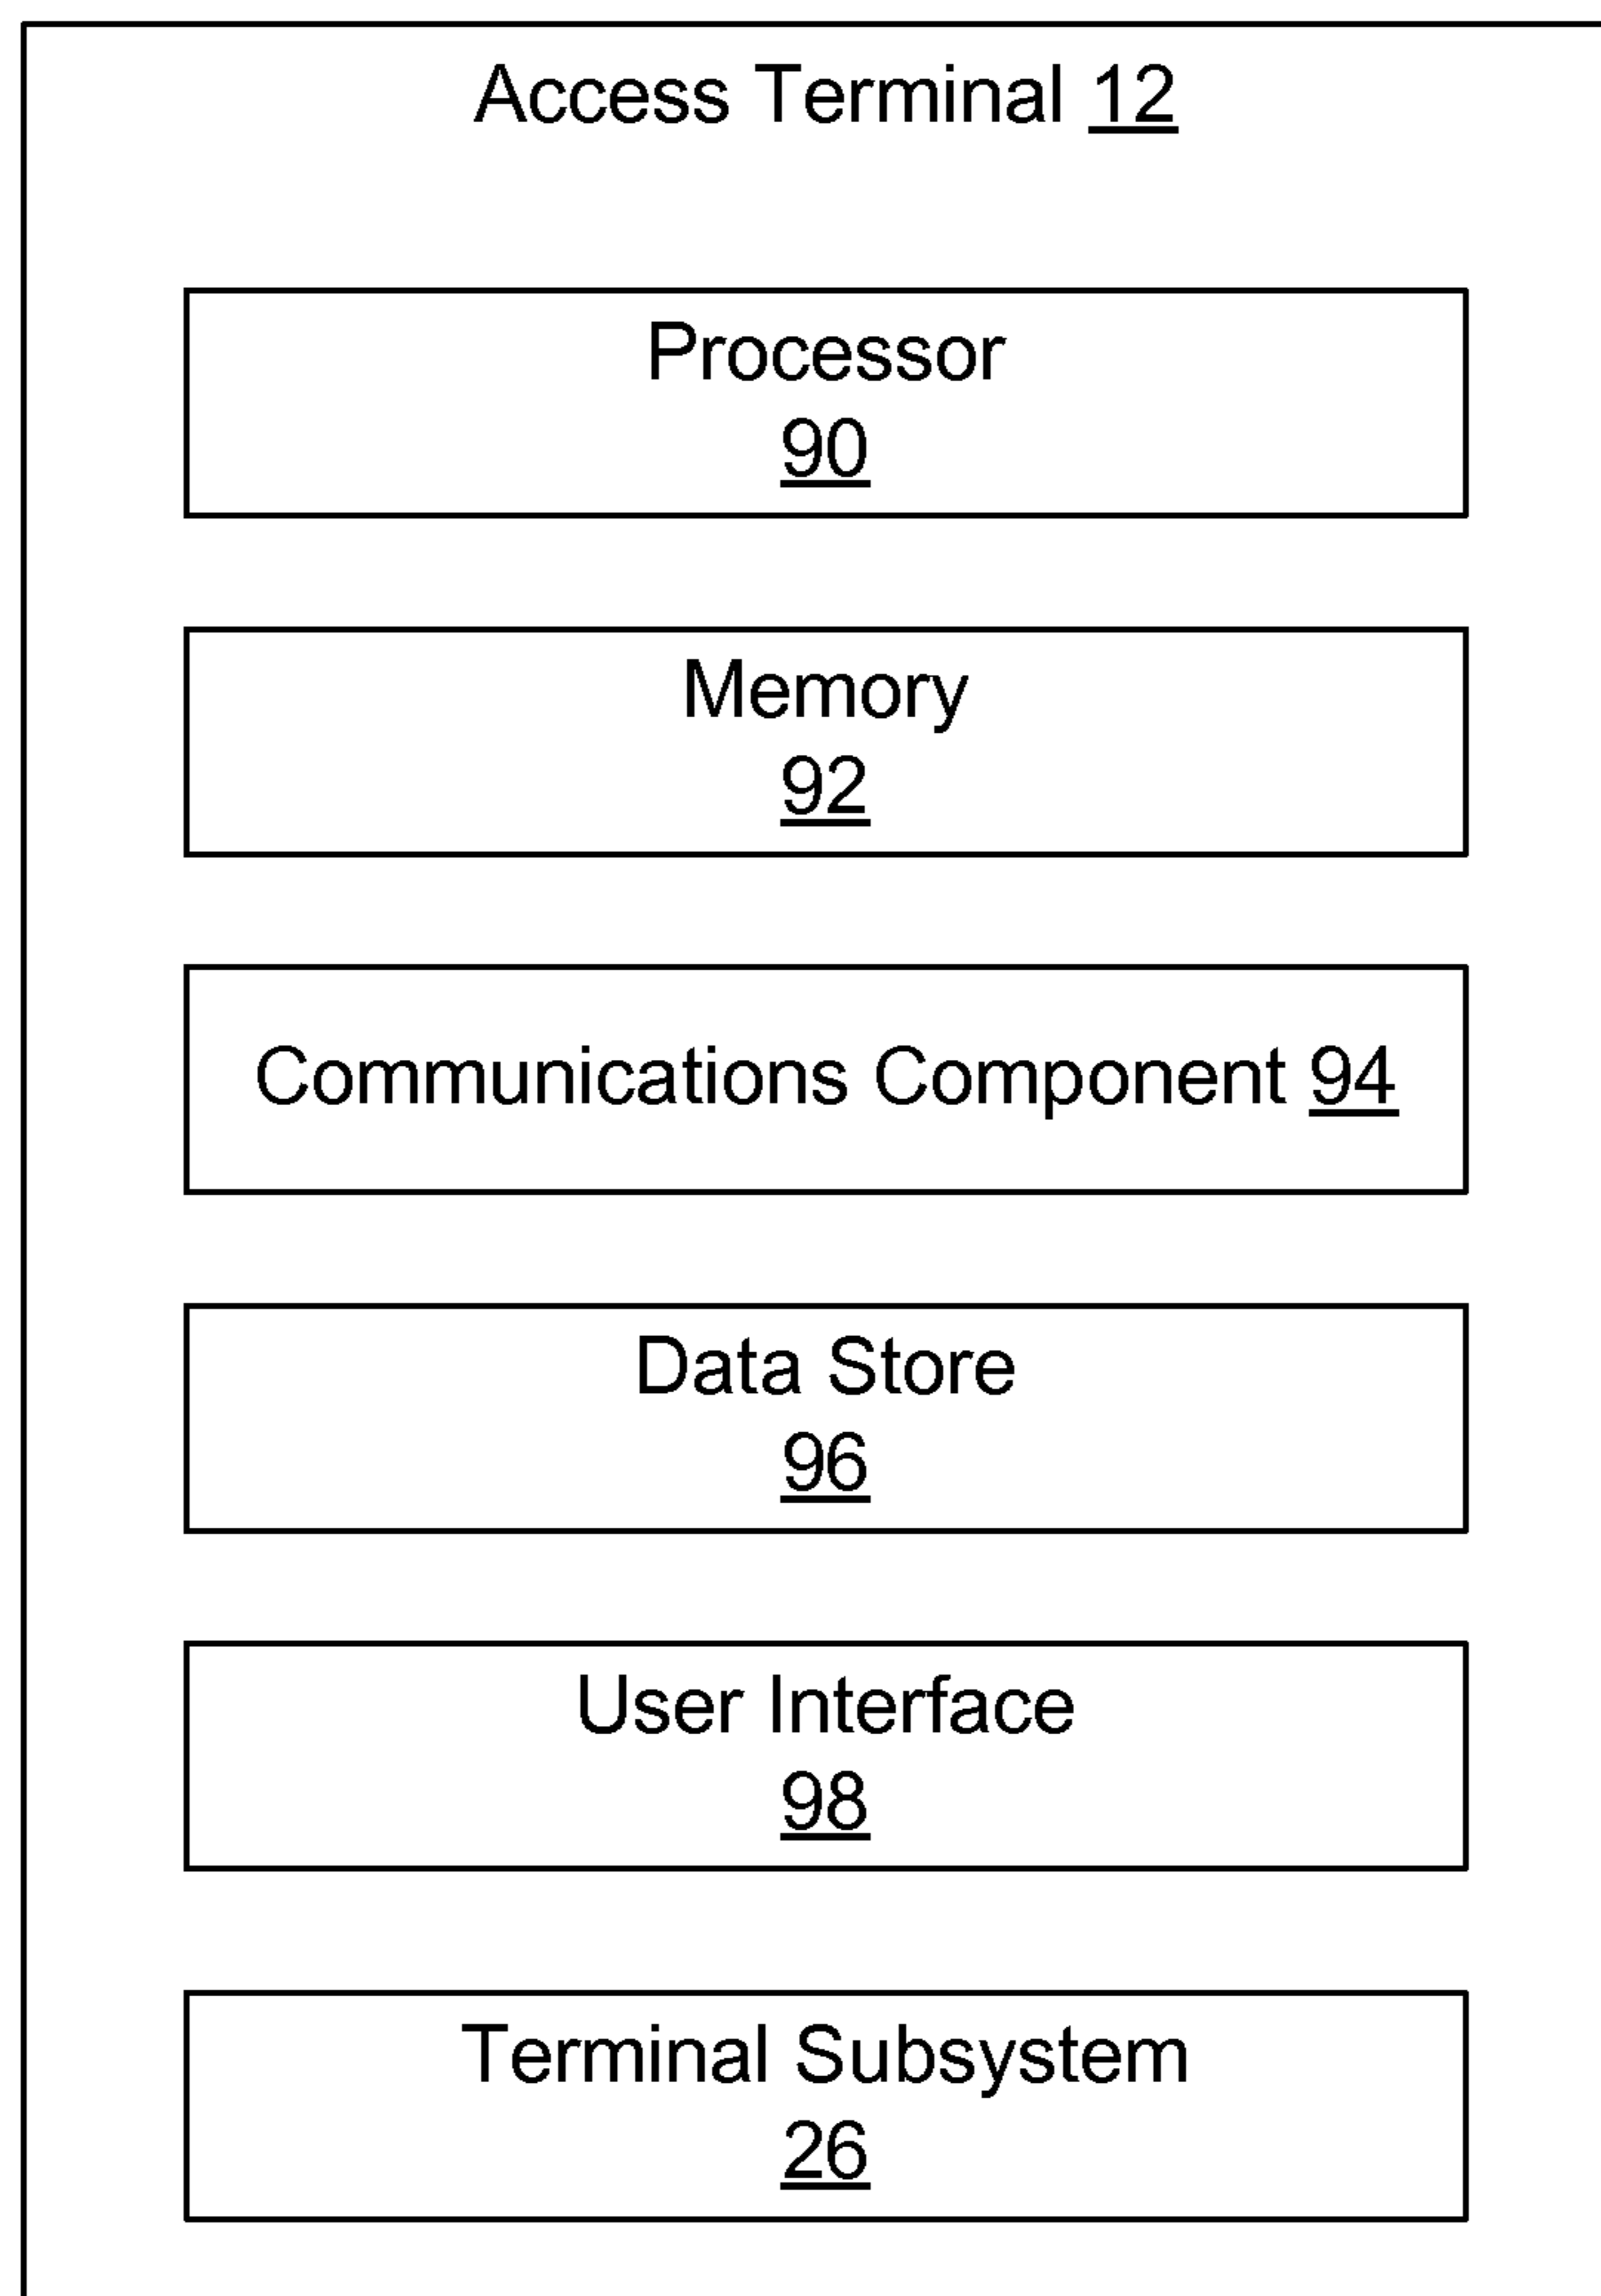 Access Terminal 12
Processor
90
Memory
92
Communications Component 94
Data Store
96
User Interface
98
Terminal Subsystem
26